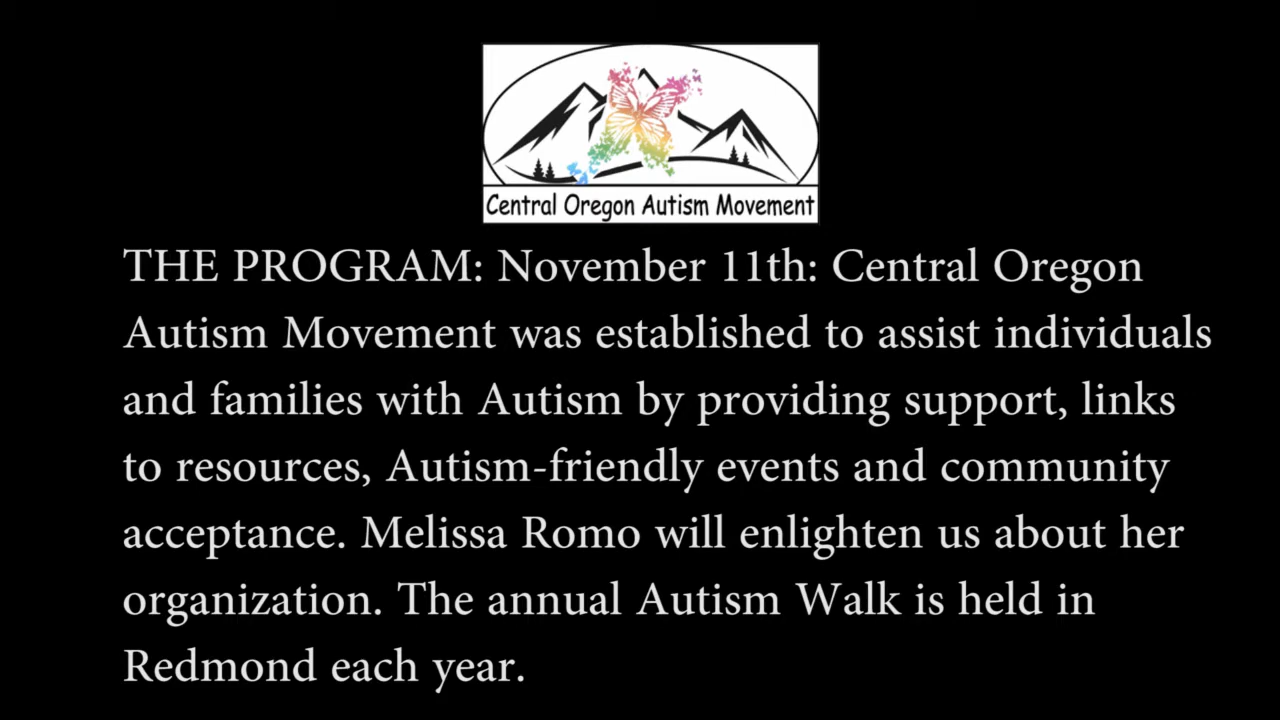 Central Oregon Autism Movement
THE PROGRAM: November 11th: Central Oregon
Autism Movement was established to assist individuals
and families with Autism by providing support, links
to resources, Autism-friendly events and community
acceptance. Melissa Romo will enlighten us about her
organization. The annual Autism Walk is held in
Redmond each year.